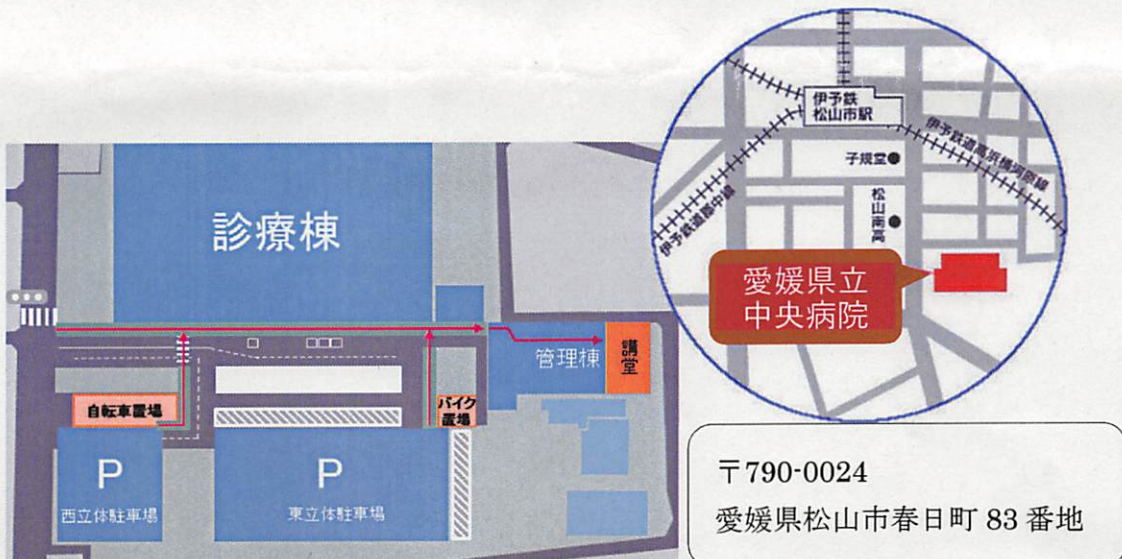 診療棟
管理棟
講堂
自転車置場
バイク
置場
P
西立体駐車場
P
東立体駐車場
伊予鉄
松山市駅
伊予鉄道高浜横河原線
子規堂
松山南高
伊予鉄道郡中線
愛媛県立
中央病院
〒790-0024
愛媛県松山市春日町 83 番地